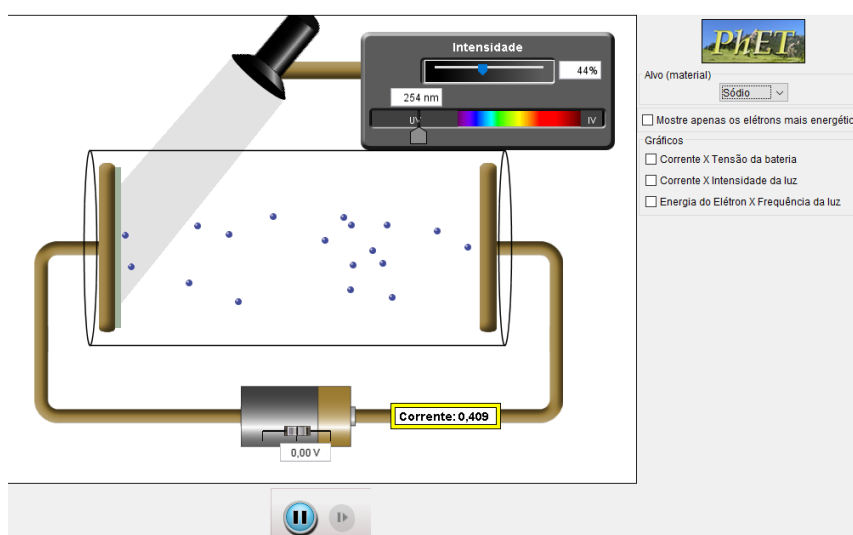 Intensidade
44%
254 nm
UV
IV
Corrente: 0,409
0,00 V
PhET
Alvo (material)
Sódio
Mostre apenas os elétrons mais energétic
Gráficos
Corrente X Tensão da bateria
Corrente X Intensidade da luz
Energia do Elétron X Frequência da luz